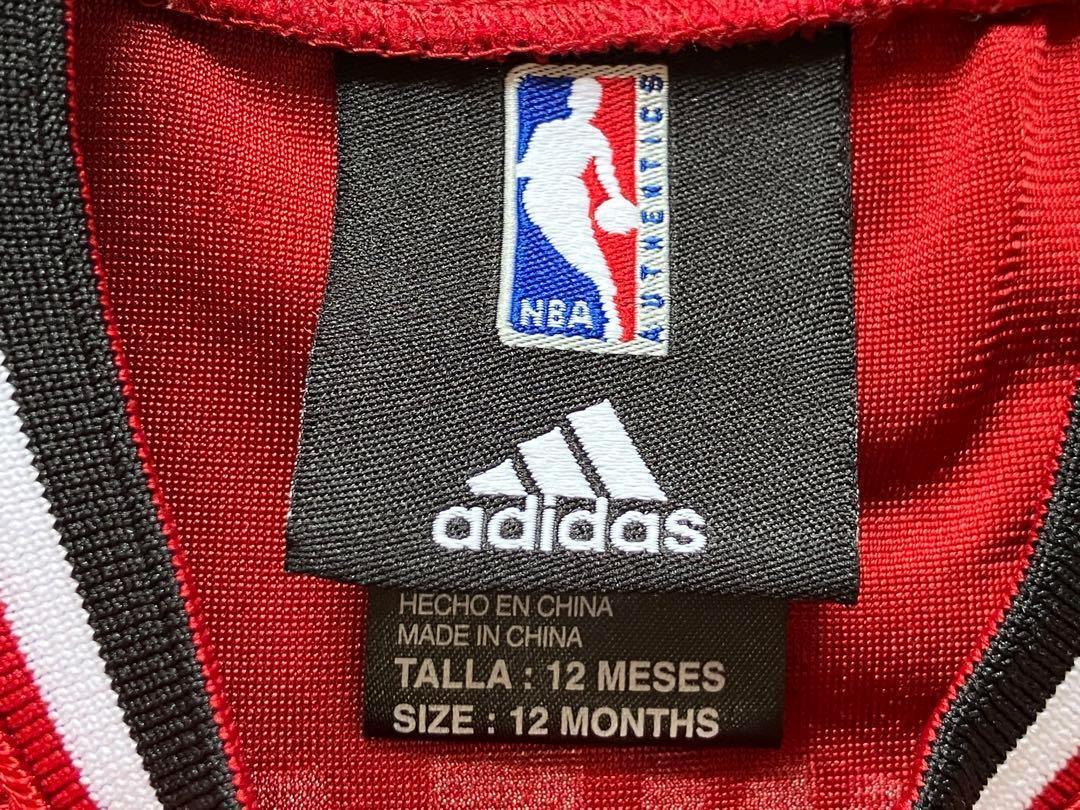 NBA
AUTHENTICS
adidas
HECHO EN CHINA
MADE IN CHINA
TALLA : 12 MESES
SIZE : 12 MONTHS